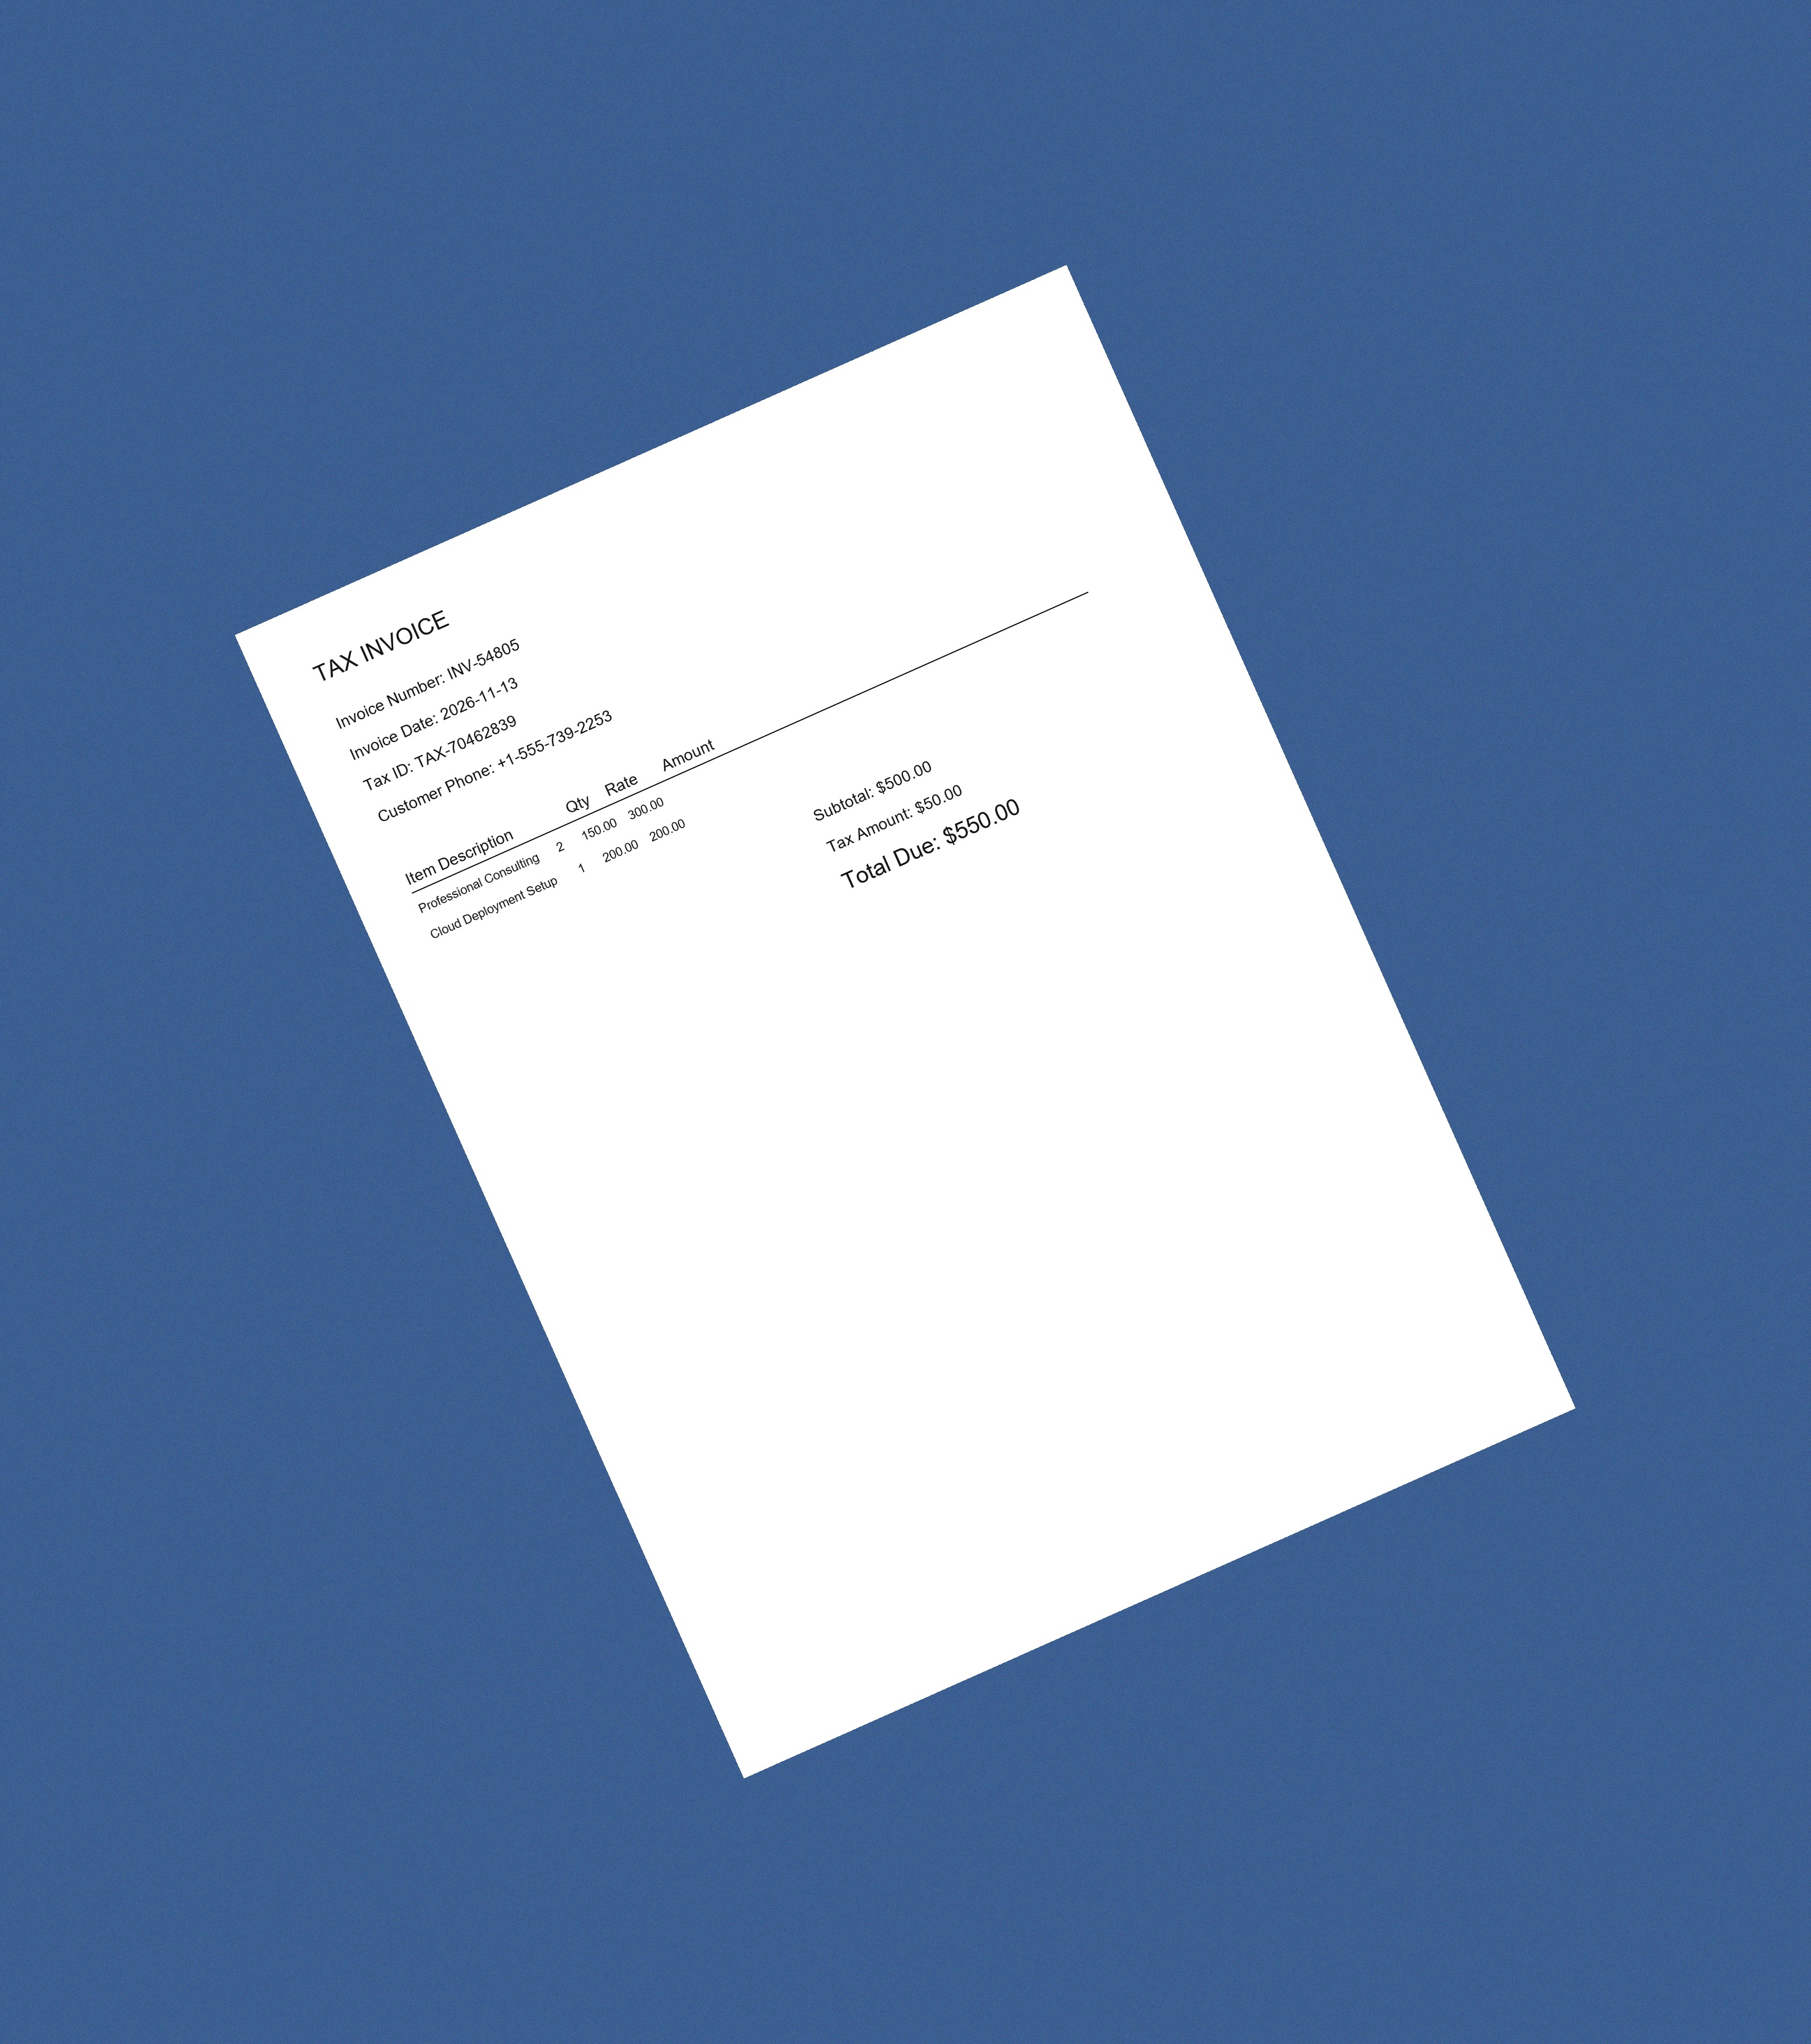 TAX INVOICE
Invoice Number: INV-54805
Invoice Date: 2026-11-13
Tax ID: TAX-70462839
Customer Phone: +1-555-739-2253
Item Description Qty Rate Amount
Professional Consulting 2 150.00 300.00
Cloud Deployment Setup 1 200.00 200.00
Subtotal: $500.00
Tax Amount: $50.00
Total Due: $550.00